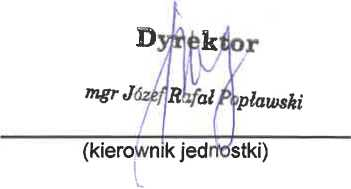 Dyrektor
mgr Józef Rafał Popławski
(kierownik jednostki)